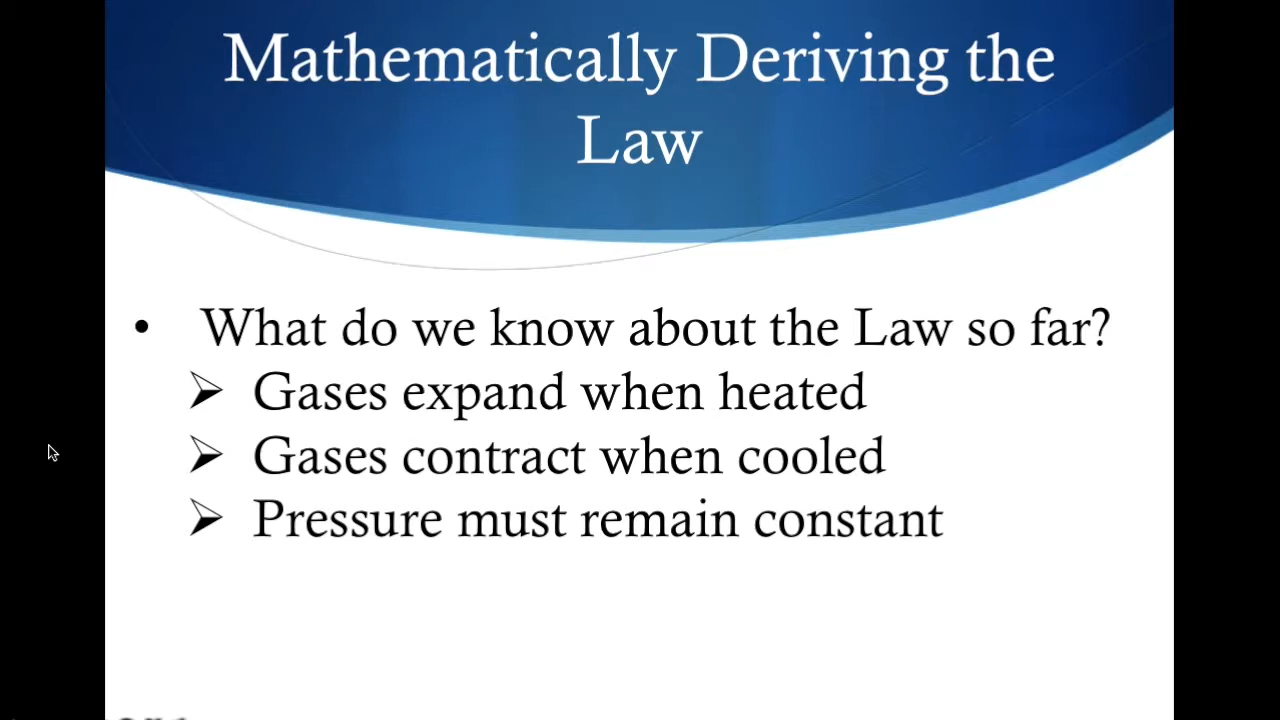 Mathematically Deriving the
Law
• What do we know about the Law so far?
➢ Gases expand when heated
➢ Gases contract when cooled
➢ Pressure must remain constant